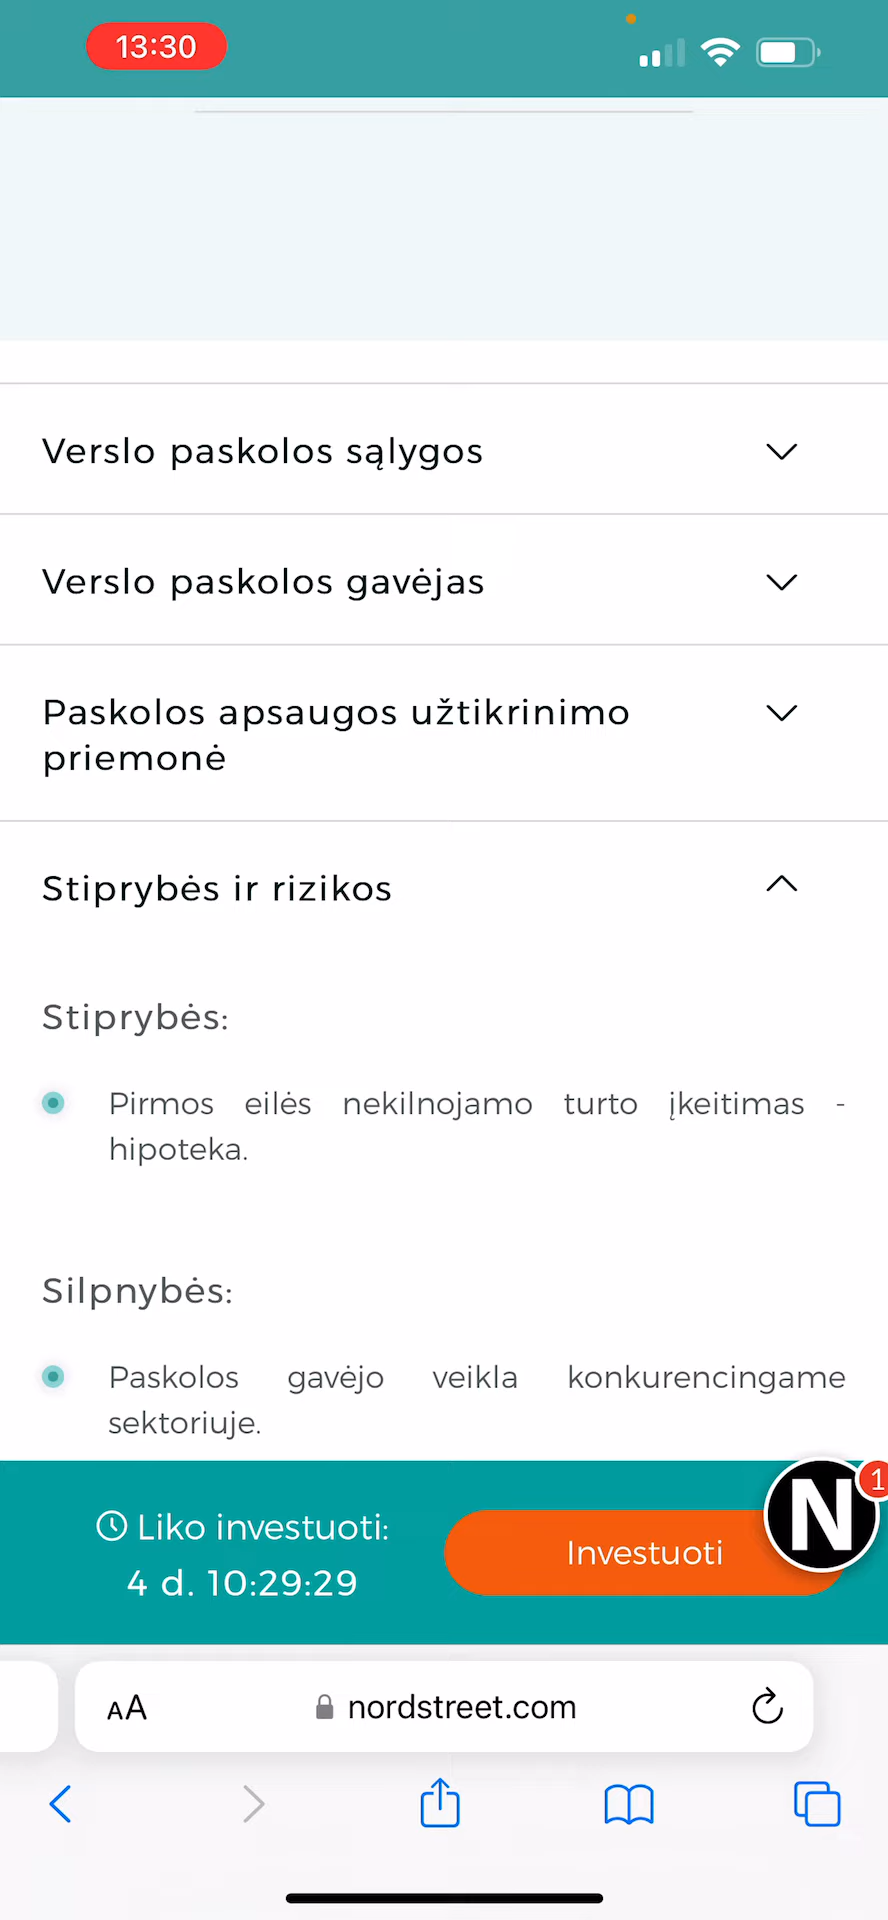 13:30
Verslo paskolos sąlygos
Verslo paskolos gavėjas
Paskolos apsaugos užtikrinimo
priemonė
Stiprybės ir rizikos
Stiprybės:
Pirmos eilės nekilnojamo turto įkeitimas -
hipoteka.
Silpnybės:
Paskolos gavėjo veikla konkurencingame
sektoriuje.
Liko investuoti:
4 d. 10:29:29
Investuoti
N
1
AA
nordstreet.com